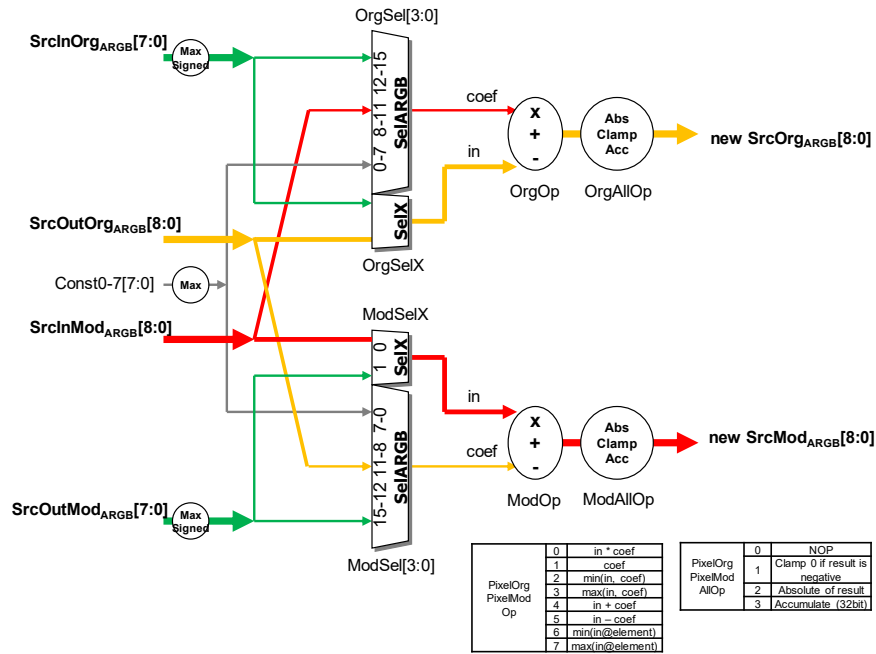 OrgSel[3:0]
SrcInOrgARGB[7:0]
Max
Signed
12-15
8-11
0-7
SelARGB
coef
in
X
+
-
OrgOp
Abs
Clamp
Acc
OrgAllOp
new SrcOrgARGB[8:0]
SelX
OrgSelX
SrcOutOrgARGB[8:0]
Const0-7[7:0]
Max
SrcInModARGB[8:0]
ModSelX
0
1
SelX
in
7-0
11-8
15-12
SelARGB
coef
X
+
-
ModOp
Abs
Clamp
Acc
ModAllOp
new SrcModARGB[8:0]
SrcOutModARGB[7:0]
Max
Signed
ModSel[3:0]
PixelOrg
PixelMod
Op
0 in * coef
1 coef
2 min(in, coef)
3 max(in, coef)
4 in + coef
5 in – coef
6 min(in@element)
7 max(in@element)
PixelOrg
PixelMod
AllOp
0 NOP
1 Clamp 0 if result is
negative
2 Absolute of result
3 Accumulate (32bit)